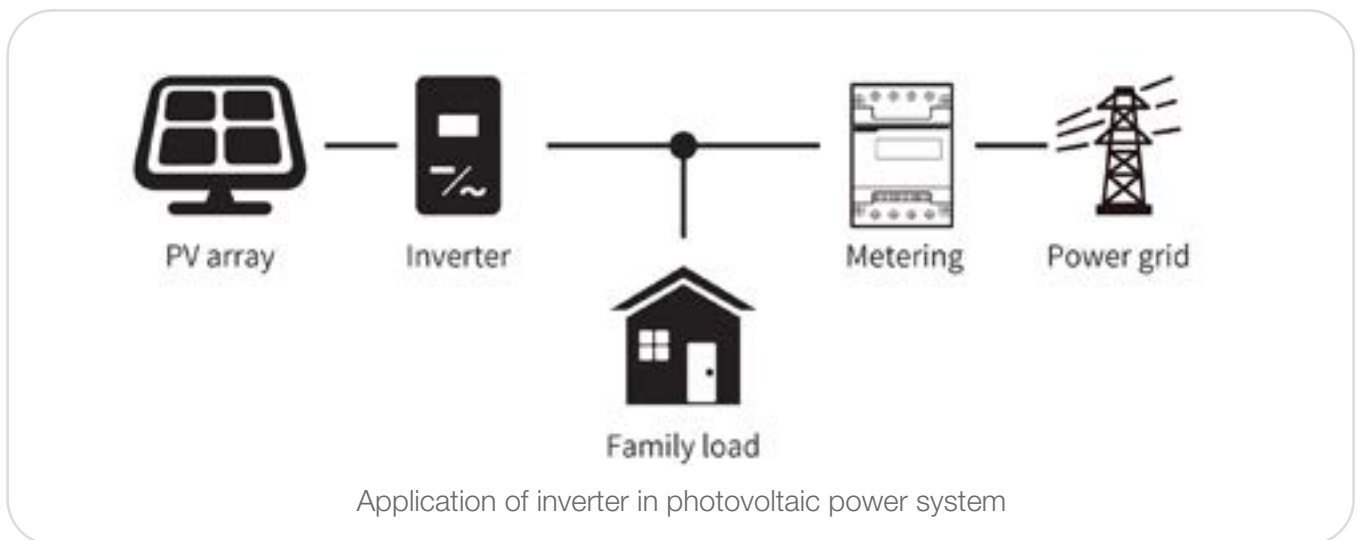 PV array
Inverter
Metering
Power grid
Family load
Application of inverter in photovoltaic power system